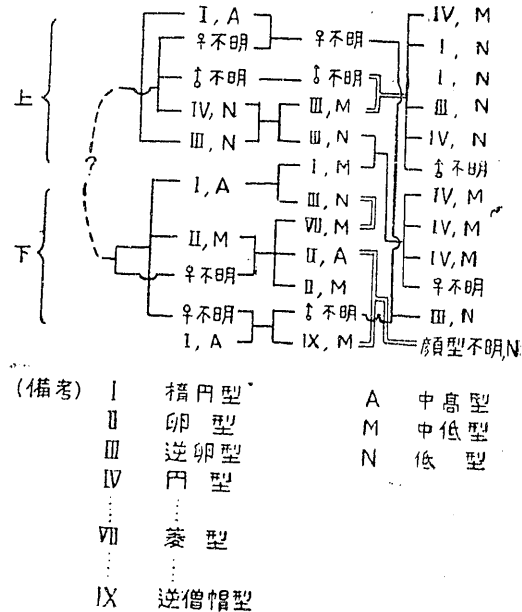 I, A
♀不明
♂不明
IV, N
III, N
上
?
下
I, A
II, M
♀不明
♀不明
I, A
♀不明
♂不明
III, M
III, N
I, M
III, N
VII, M
II, A
II, M
♂不明
IX, M
IV, M
I, N
I, N
III, N
IV, N
♂不明
IV, M
IV, M
IV, M
♀不明
III, N
顔型不明,N
(備考) I 楕円型 A 中高型
II 卵型 M 中低型
III 逆卵型 N 低型
IV 円型
VII 菱型
IX 逆僧帽型